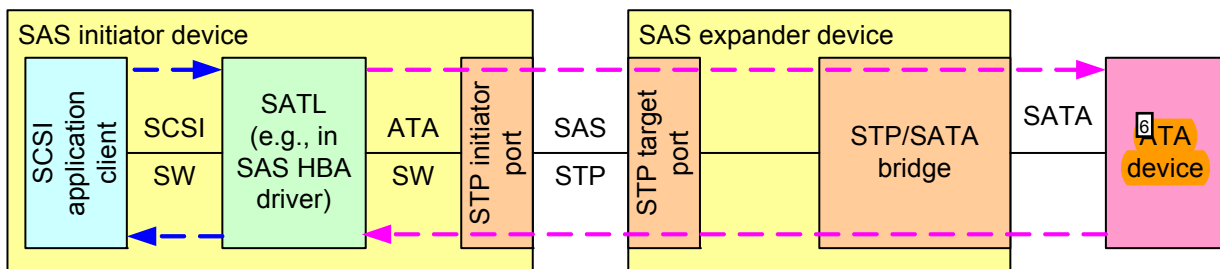 SAS initiator device
SCSI application
client
SCSI
SW
SATL
(e.g., in
SAS HBA
driver)
ATA
SW
STP initiator
port
SAS
STP
SAS expander device
STP target
port
STP/SATA
bridge
SATA
6
ATA
device